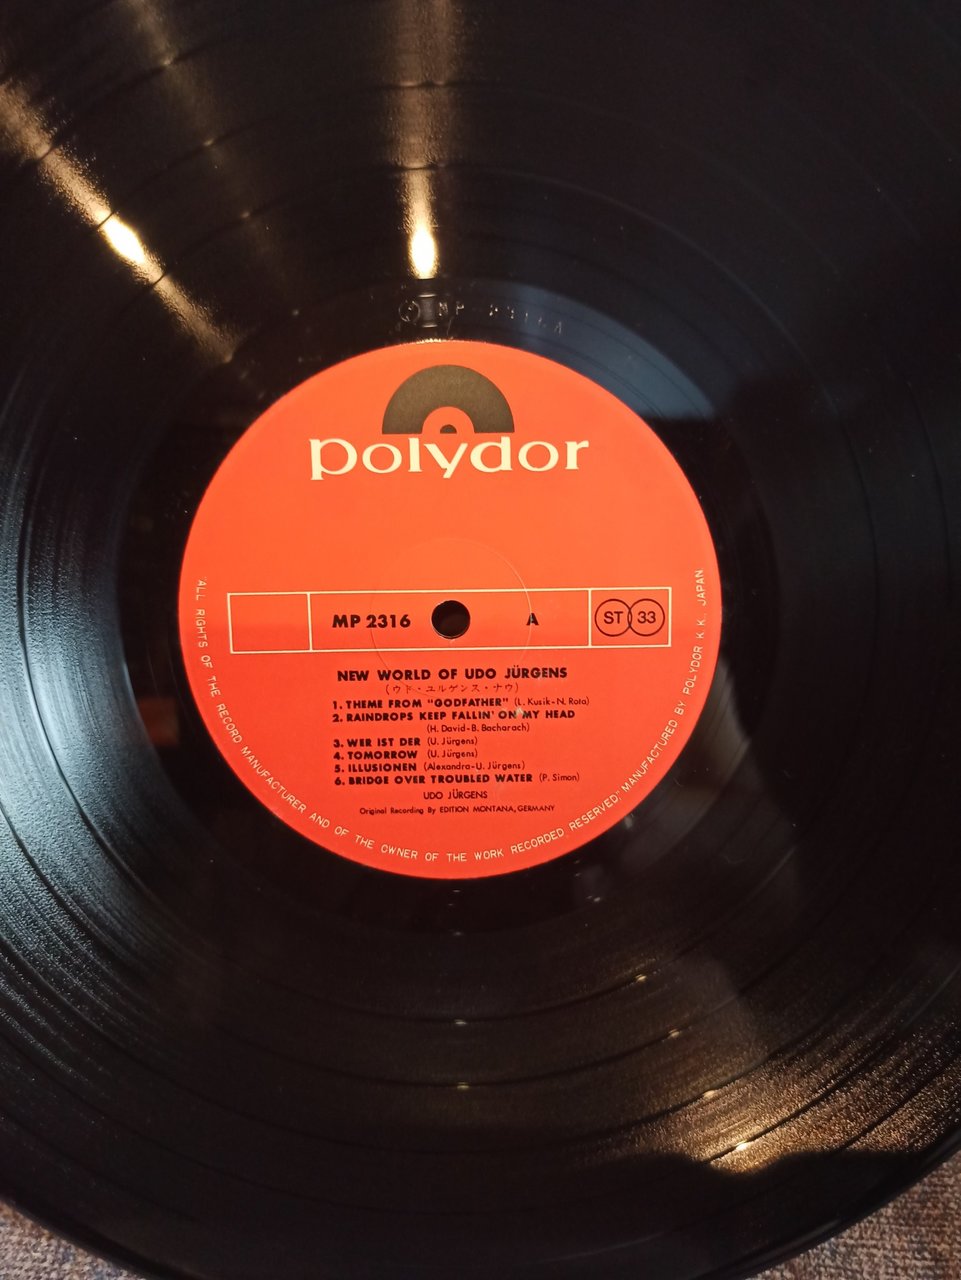 MP 2316 A
polydor
MP 2316 A ST 33
NEW WORLD OF UDO JÜRGENS
(ウド・ユルゲンス・ナウ)
1. THEME FROM "GODFATHER" (L. Kusik-N. Rota)
2. RAINDROPS KEEP FALLIN' ON MY HEAD
(H. David-B. Bacharach)
3. WER IST DER (U. Jürgens)
4. TOMORROW (U. Jürgens)
5. ILLUSIONEN (Alexandra-U. Jürgens)
6. BRIDGE OVER TROUBLED WATER (P. Simon)
UDO JÜRGENS
Original Recording By EDITION MONTANA, GERMANY
"ALL RIGHTS OF THE RECORD MANUFACTURER AND OF THE OWNER OF THE WORK RECORDED RESERVED." MANUFACTURED BY POLYDOR K.K., JAPAN